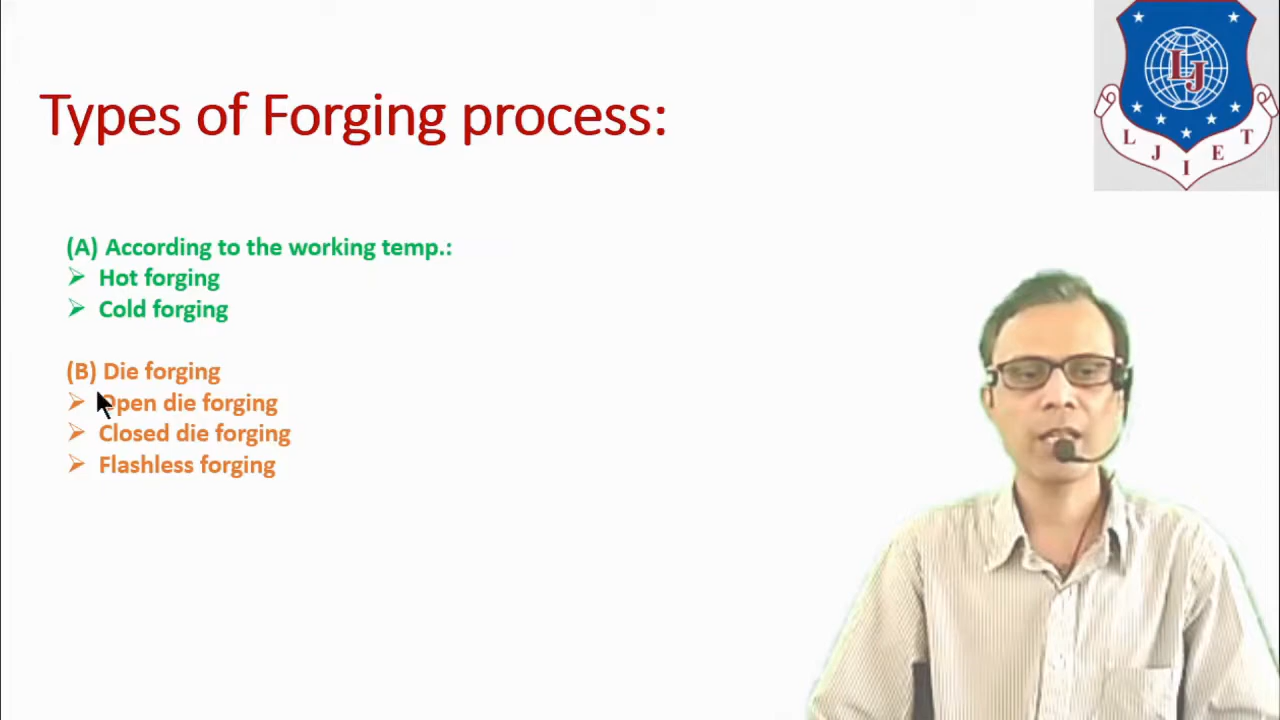 Types of Forging process:
LJ
L J I E T
(A) According to the working temp.:
Hot forging
Cold forging
(B) Die forging
Open die forging
Closed die forging
Flashless forging